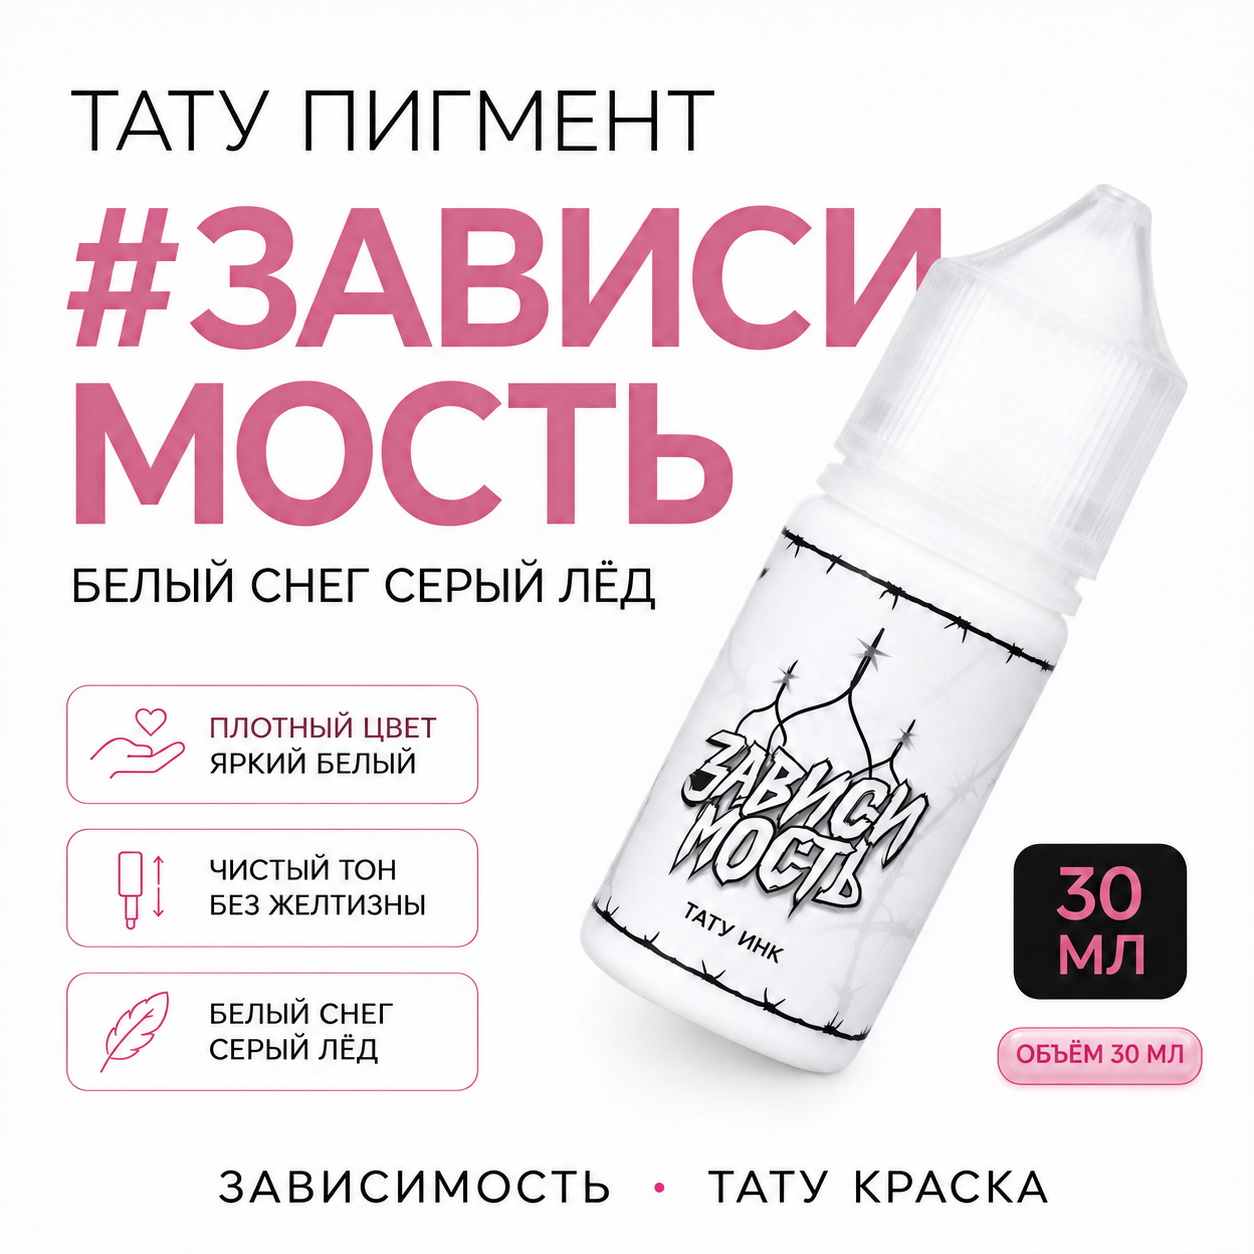 ТАТУ ПИГМЕНТ
#ЗАВИСИ
МОСТЬ
БЕЛЫЙ СНЕГ СЕРЫЙ ЛЁД
ПЛОТНЫЙ ЦВЕТ
ЯРКИЙ БЕЛЫЙ
ЧИСТЫЙ ТОН
БЕЗ ЖЕЛТИЗНЫ
БЕЛЫЙ СНЕГ
СЕРЫЙ ЛЁД
ЗАВИСИ
МОСТЬ
ТАТУ ИНК
30
МЛ
ОБЪЁМ 30 МЛ
ЗАВИСИМОСТЬ • ТАТУ КРАСКА